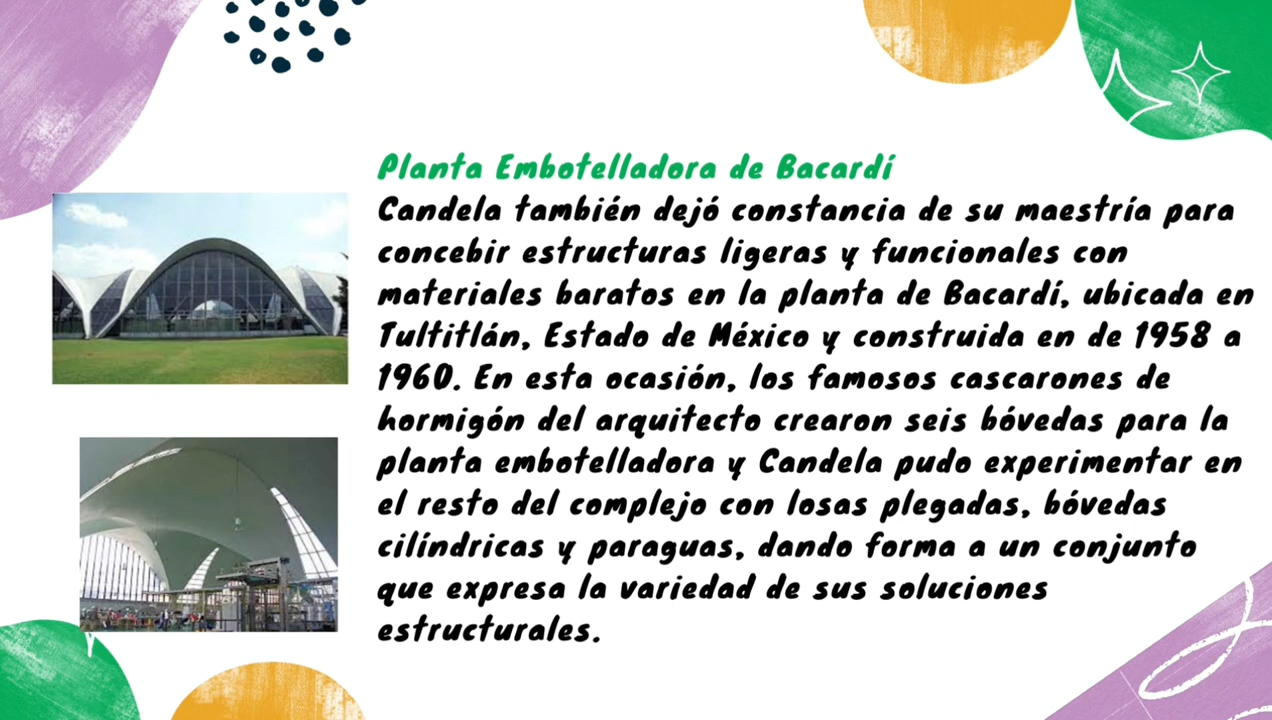 Planta Embotelladora de Bacardí
Candela también dejó constancia de su maestría para
concebir estructuras ligeras y funcionales con
materiales baratos en la planta de Bacardí, ubicada en
Tultitlán, Estado de México y construida en de 1958 a
1960. En esta ocasión, los famosos cascarones de
hormigón del arquitecto crearon seis bóvedas para la
planta embotelladora y Candela pudo experimentar en
el resto del complejo con losas plegadas, bóvedas
cilíndricas y paraguas, dando forma a un conjunto
que expresa la variedad de sus soluciones
estructurales.